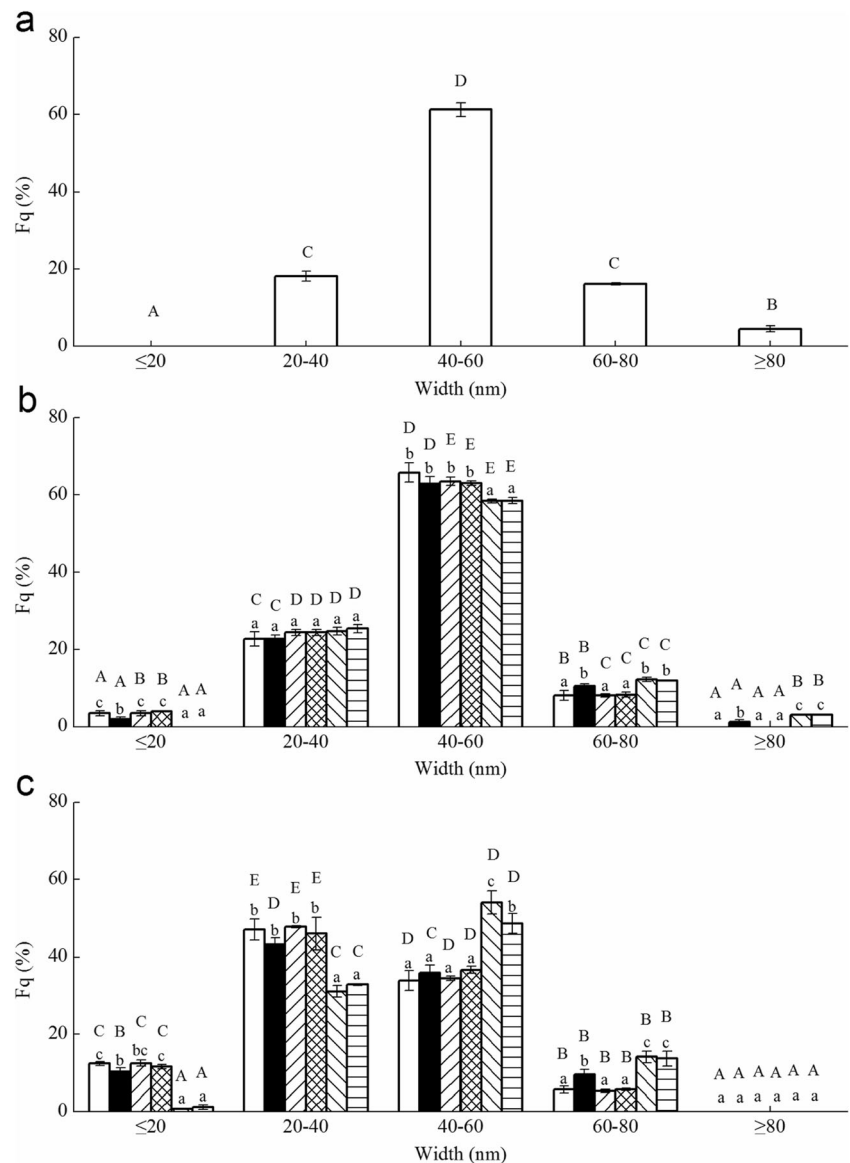 a
80
60
40
20
0
Fq (%)
A
C
D
C
B
≤20 20-40 40-60 60-80 ≥80
Width (nm)
b
80
60
40
20
0
Fq (%)
A A B B A A
c b c c a a
C C D D D D
a a a a a a
D D E E E E
b b b b a a
B B C C C C
a b a a b b
A A A A B B
a b a a c c
≤20 20-40 40-60 60-80 ≥80
Width (nm)
c
80
60
40
20
0
Fq (%)
C B C C A A
c b bc c a a
E D E E C C
b b b b a a
D C D D D D
a a a a c b
B B B B B B
a b a a c c
A A A A A A
a a a a a a
≤20 20-40 40-60 60-80 ≥80
Width (nm)